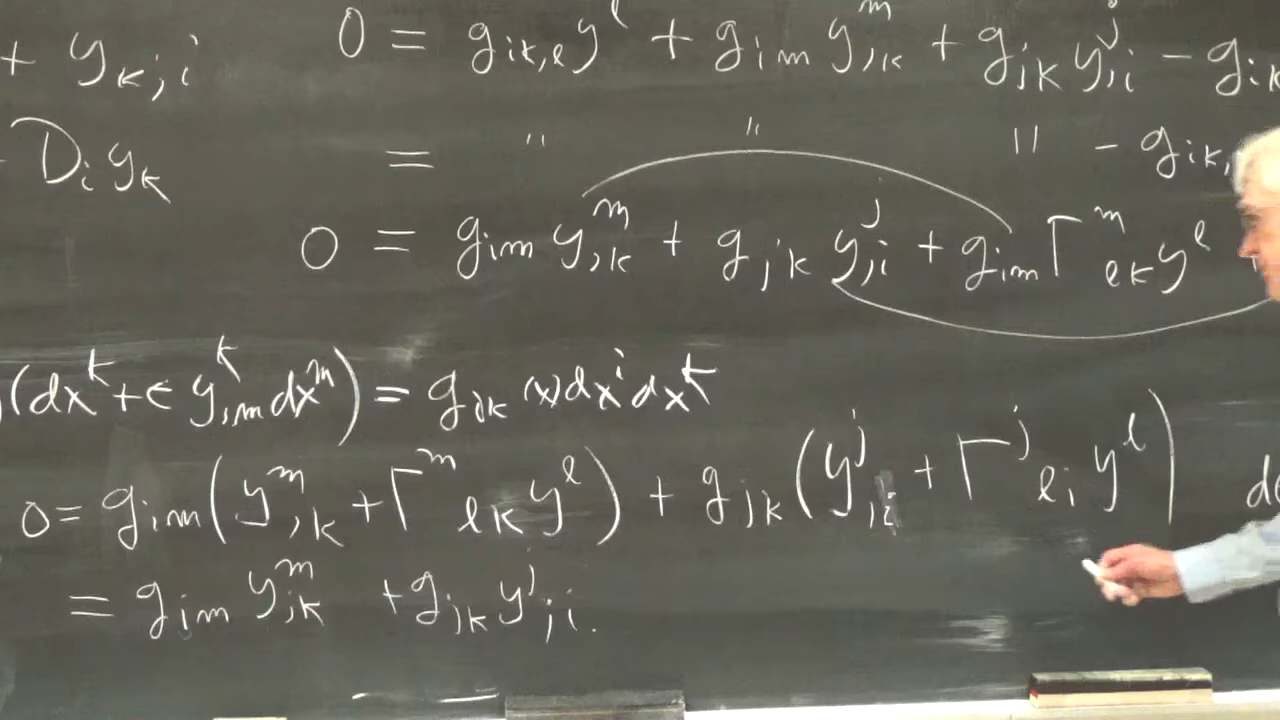 + y_{k;i}    0 = g_{ik,ℓ} y^ℓ + g_{im} y^m_{,k} + g_{jk} y^j_{,i} - g_{ik
D_i y_k    = " " " - g_{ik,
0 = g_{im} y^m_{,k} + g_{jk} y^j_{,i} + g_{im} Γ^m_{ℓk} y^ℓ
(dx^k + ε y^k_{,m} dx^m) = g_{ik}(x) dx^i dx^k
0 = g_{im}(y^m_{,k} + Γ^m_{ℓk} y^ℓ) + g_{jk}(y^j_{,i} + Γ^j_{ℓi} y^ℓ)
= g_{im} y^m_{;k} + g_{jk} y^j_{;i}.